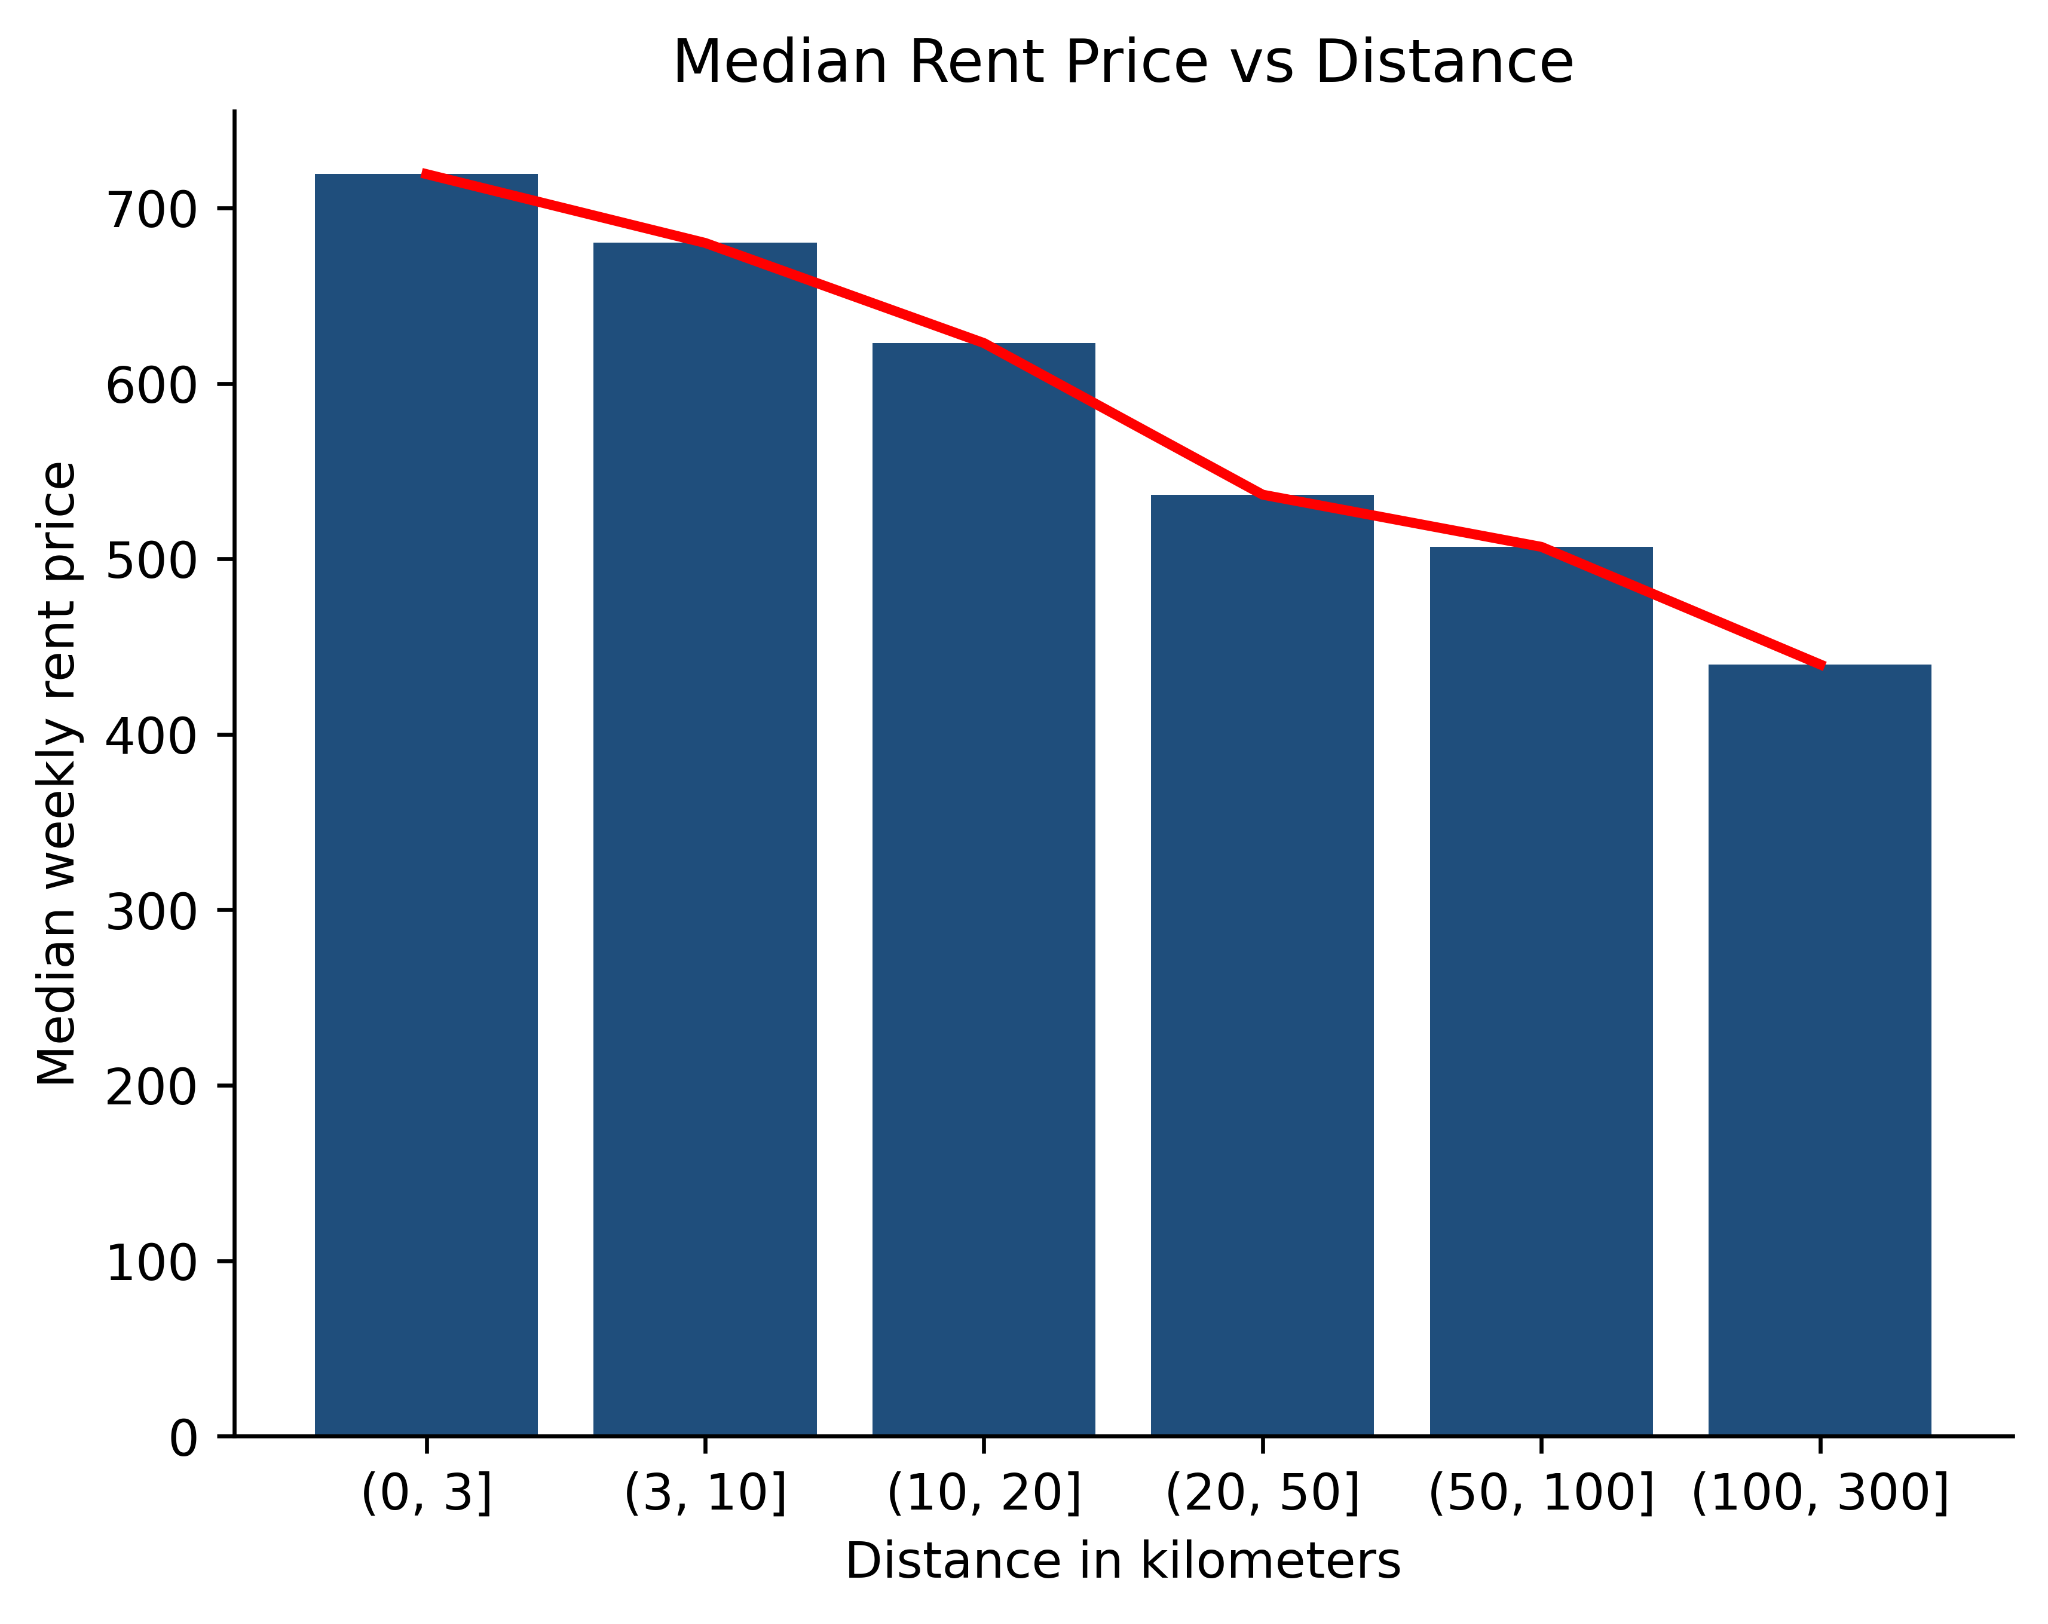 Median Rent Price vs Distance
Median weekly rent price
700
600
500
400
300
200
100
0
(0, 3] (3, 10] (10, 20] (20, 50] (50, 100] (100, 300]
Distance in kilometers